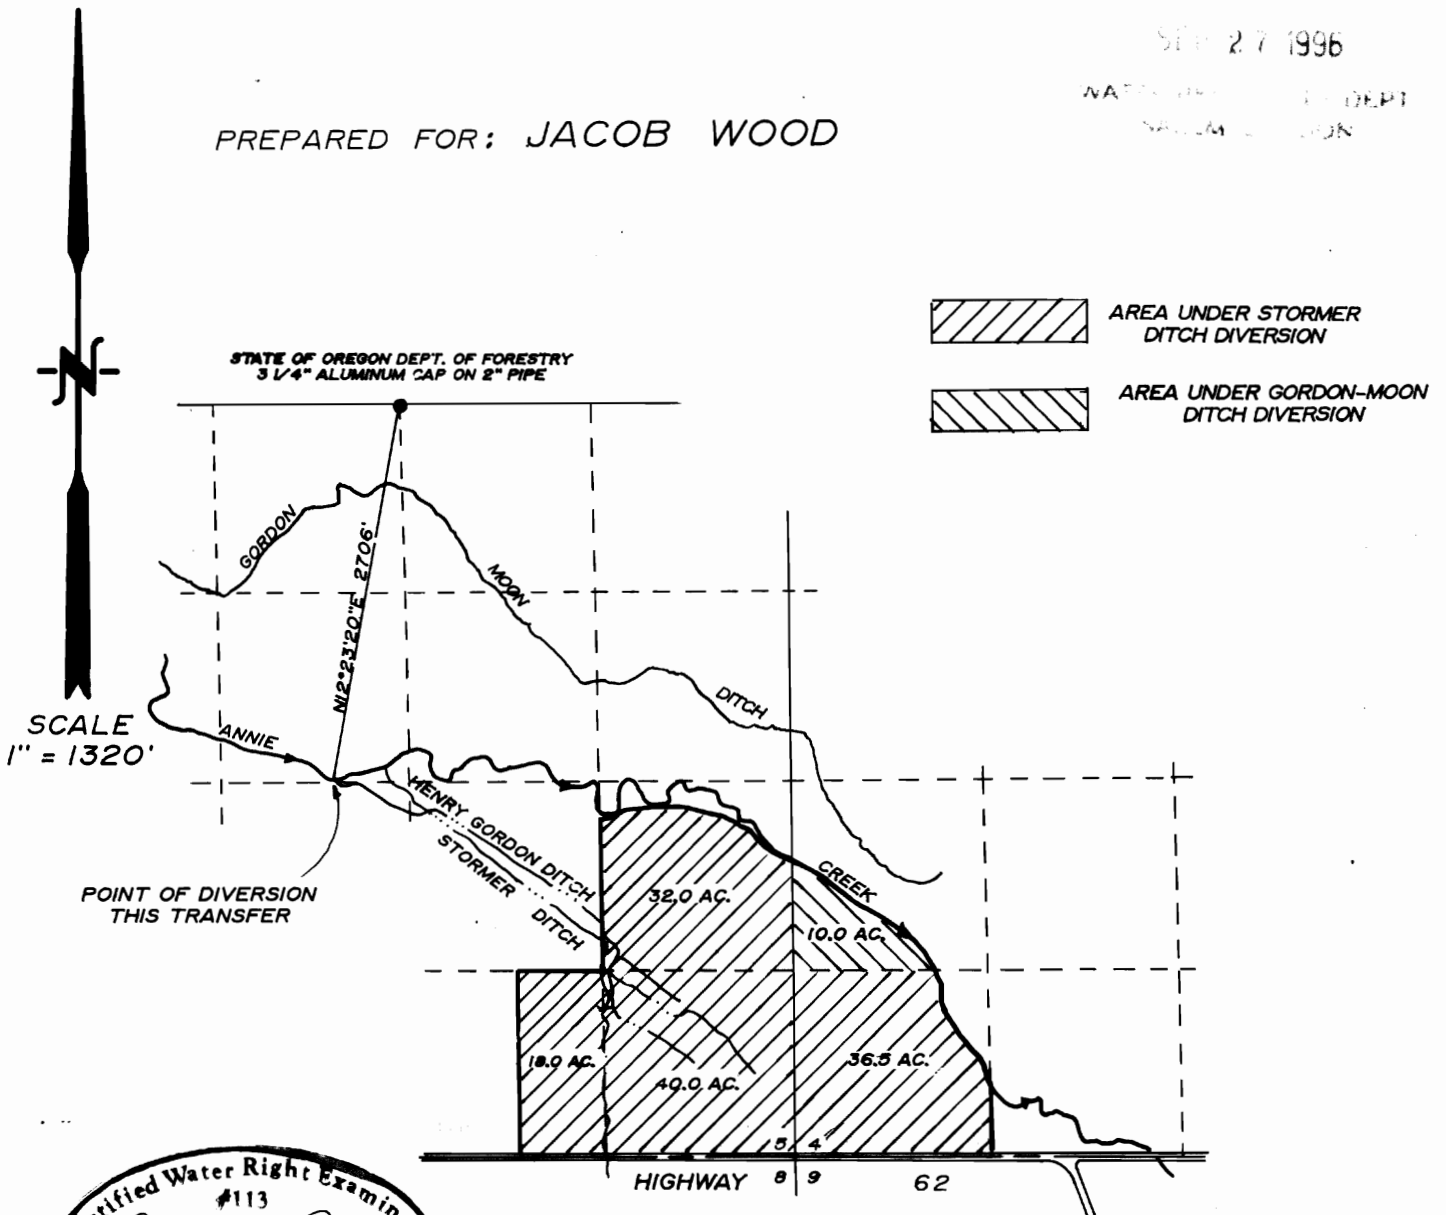 27 1996
DEPT
PREPARED FOR: JACOB WOOD
AREA UNDER STORMER
DITCH DIVERSION
AREA UNDER GORDON-MOON
DITCH DIVERSION
STATE OF OREGON DEPT. OF FORESTRY
3 1/4" ALUMINUM CAP ON 2" PIPE
N
GORDON
MOON
DITCH
N12°23'20"E 2706'
SCALE
1" = 1320'
ANNIE
HENRY GORDON DITCH
STORMER
DITCH
CREEK
POINT OF DIVERSION
THIS TRANSFER
32.0 AC.
10.0 AC.
18.0 AC.
40.0 AC.
36.5 AC.
5 4
8 9
HIGHWAY 62
tified Water Right Examin
#113